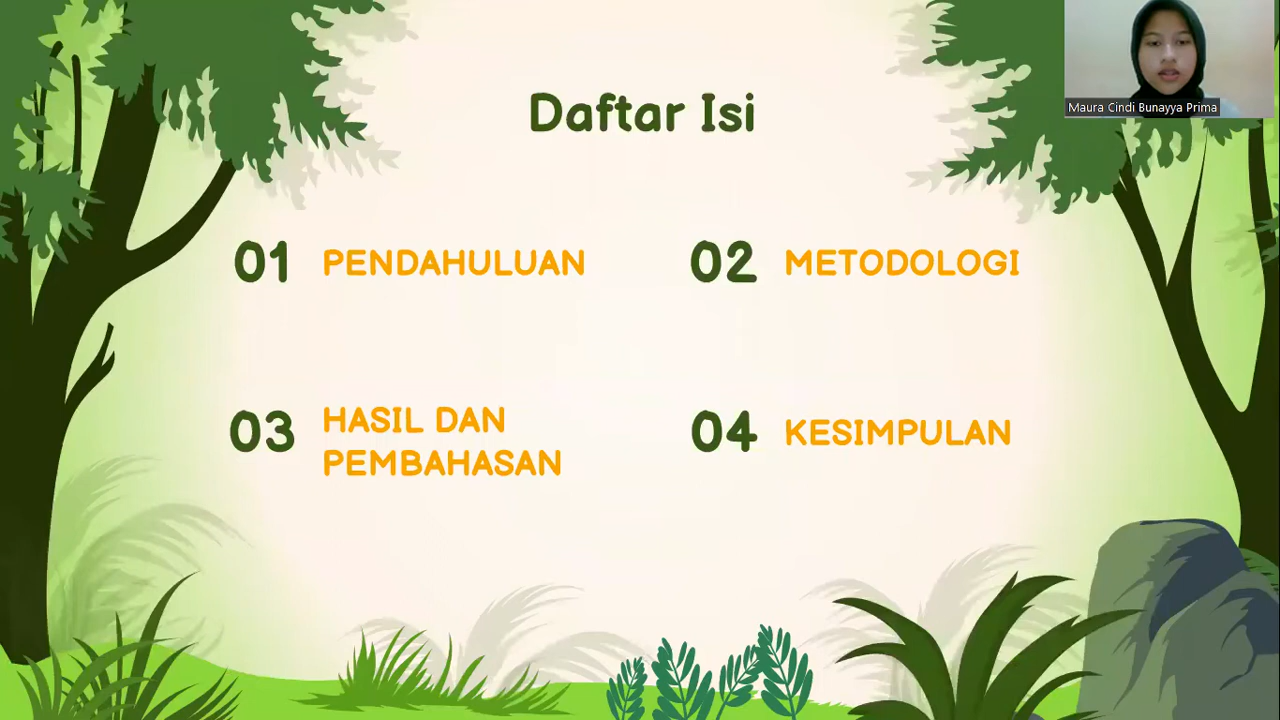 Maura Cindi Bunayya Prima
Daftar Isi
01 PENDAHULUAN
02 METODOLOGI
03 HASIL DAN
PEMBAHASAN
04 KESIMPULAN